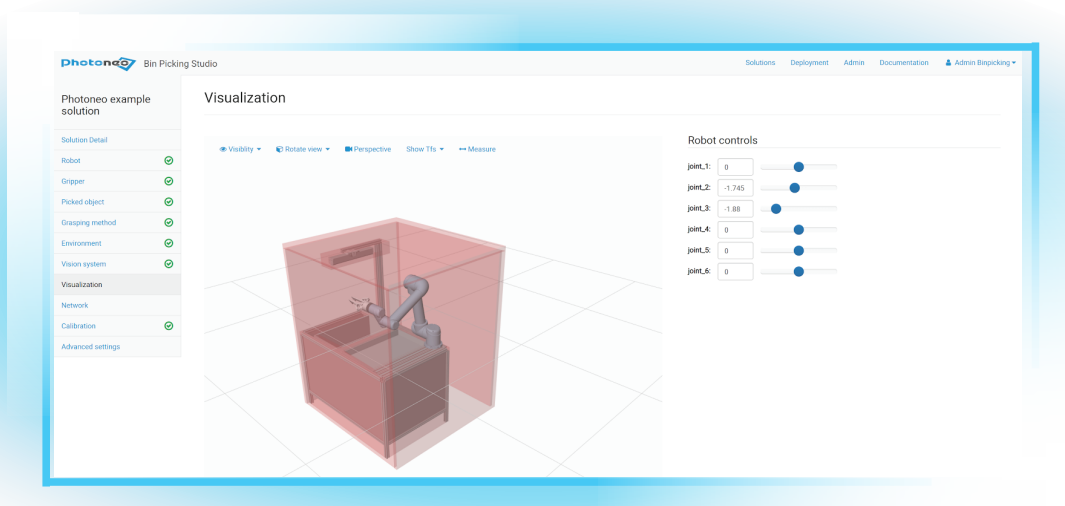 Photoneo Bin Picking Studio
Solutions Deployment Admin Documentation Admin Binpicking
Photoneo example
solution
Solution Detail
Robot
Gripper
Picked object
Grasping method
Environment
Vision system
Visualization
Network
Calibration
Advanced settings
Visualization
Visiblity Rotate view Perspective Show Tfs Measure
Robot controls
joint_1: 0
joint_2: -1.745
joint_3: -1.88
joint_4: 0
joint_5: 0
joint_6: 0